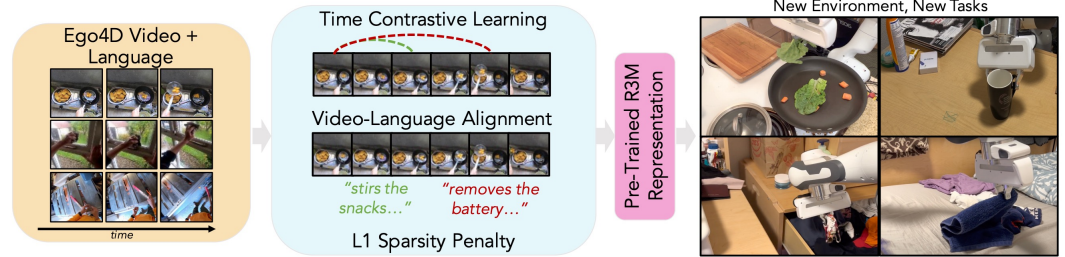 Ego4D Video +
Language
time
Time Contrastive Learning
Video-Language Alignment
“stirs the
snacks...”
“removes the
battery...”
L1 Sparsity Penalty
Pre-Trained R3M
Representation
New Environment, New Tasks